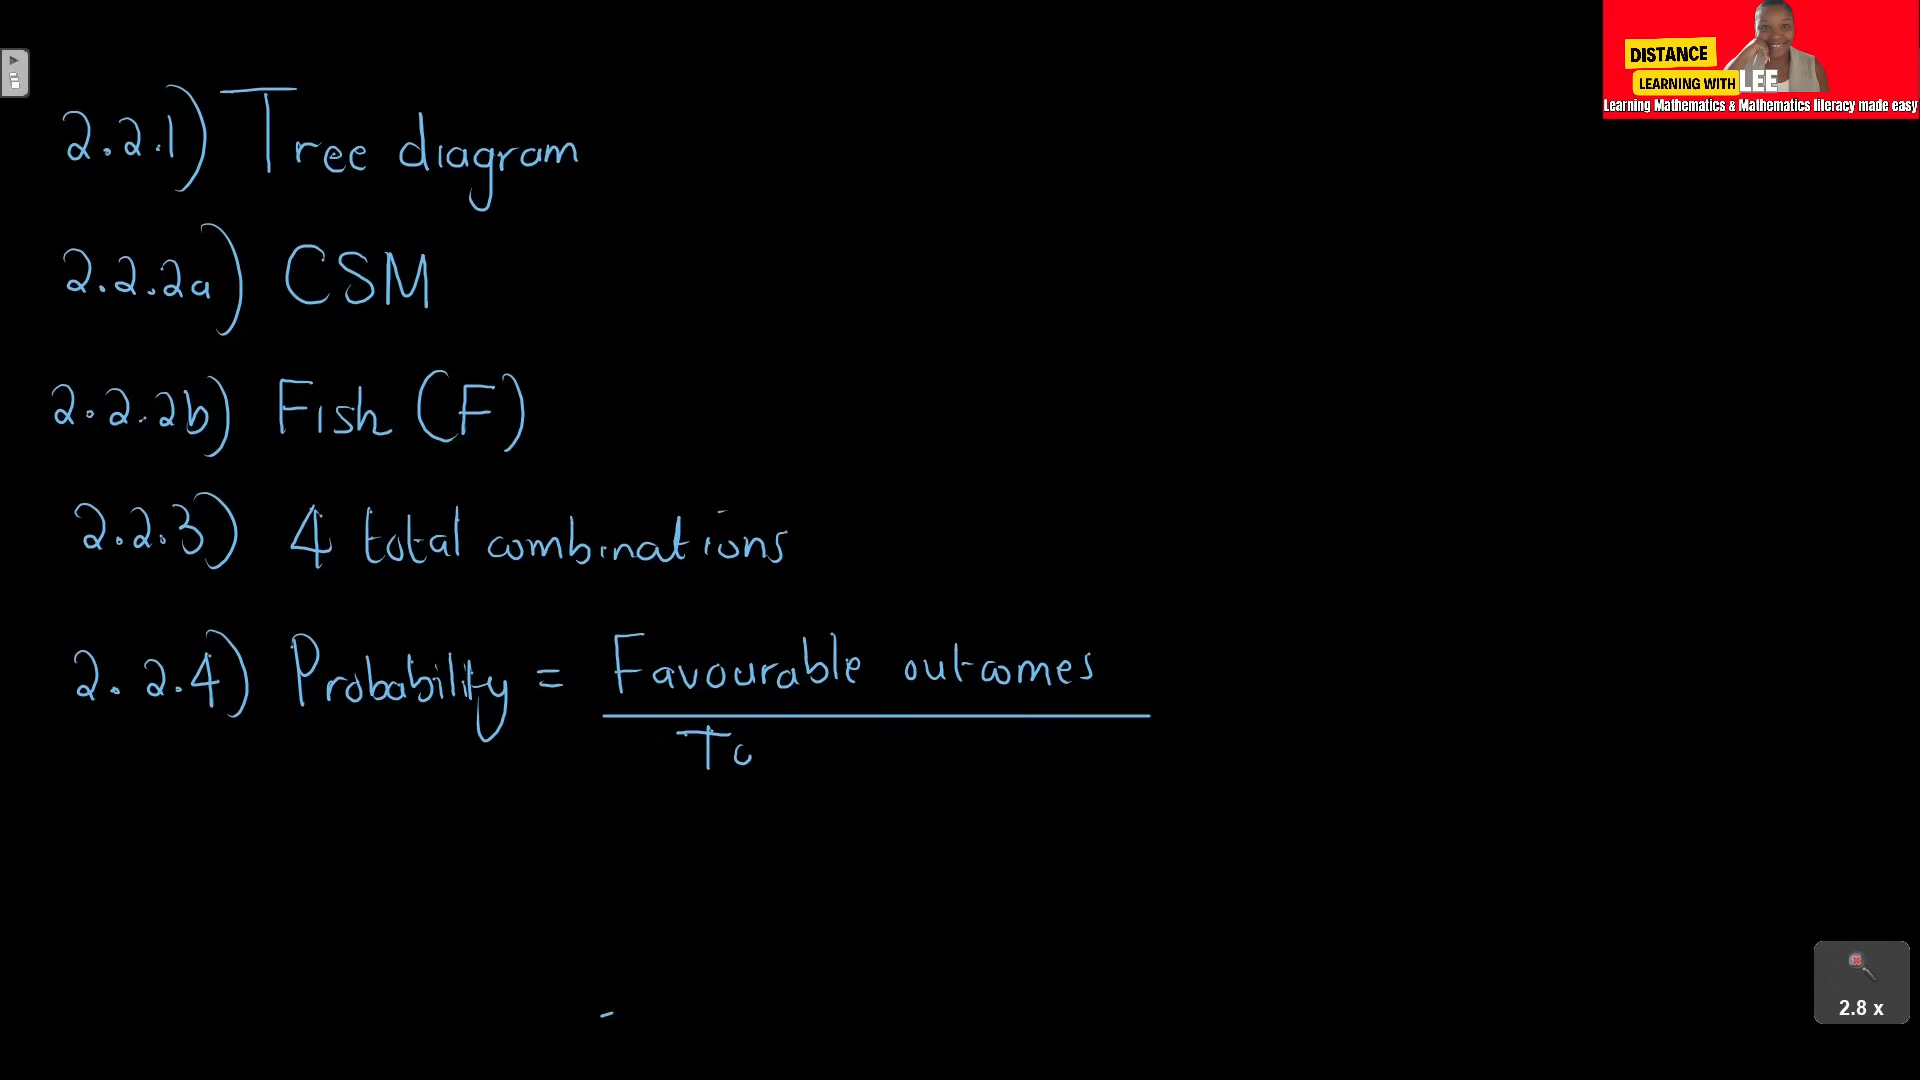 DISTANCE
LEARNING WITH LEE
Learning Mathematics & Mathematics literacy made easy
2.2.1) Tree diagram
2.2.2a) CSM
2.2.2b) Fish (F)
2.2.3) 4 total combinations
2.2.4) Probability = Favourable outcomes
To
2.8 x